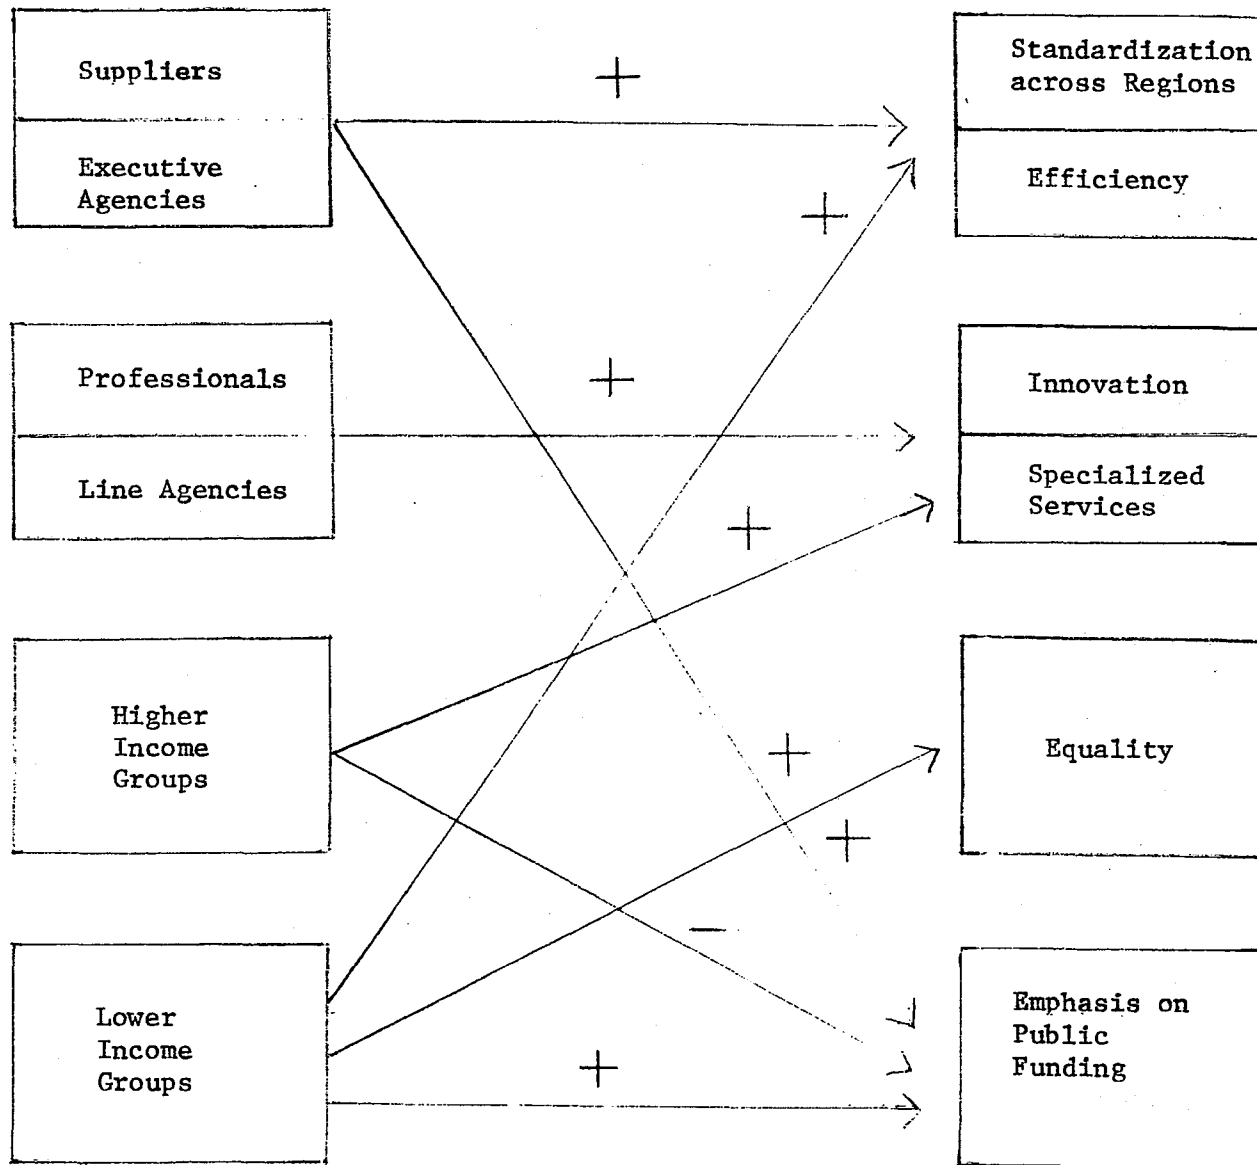 Suppliers
Executive
Agencies
+
Standardization
across Regions
Efficiency
+
Professionals
Line Agencies
+
Innovation
Specialized
Services
+
Higher
Income
Groups
+
Equality
+
-
Lower
Income
Groups
+
Emphasis on
Public
Funding